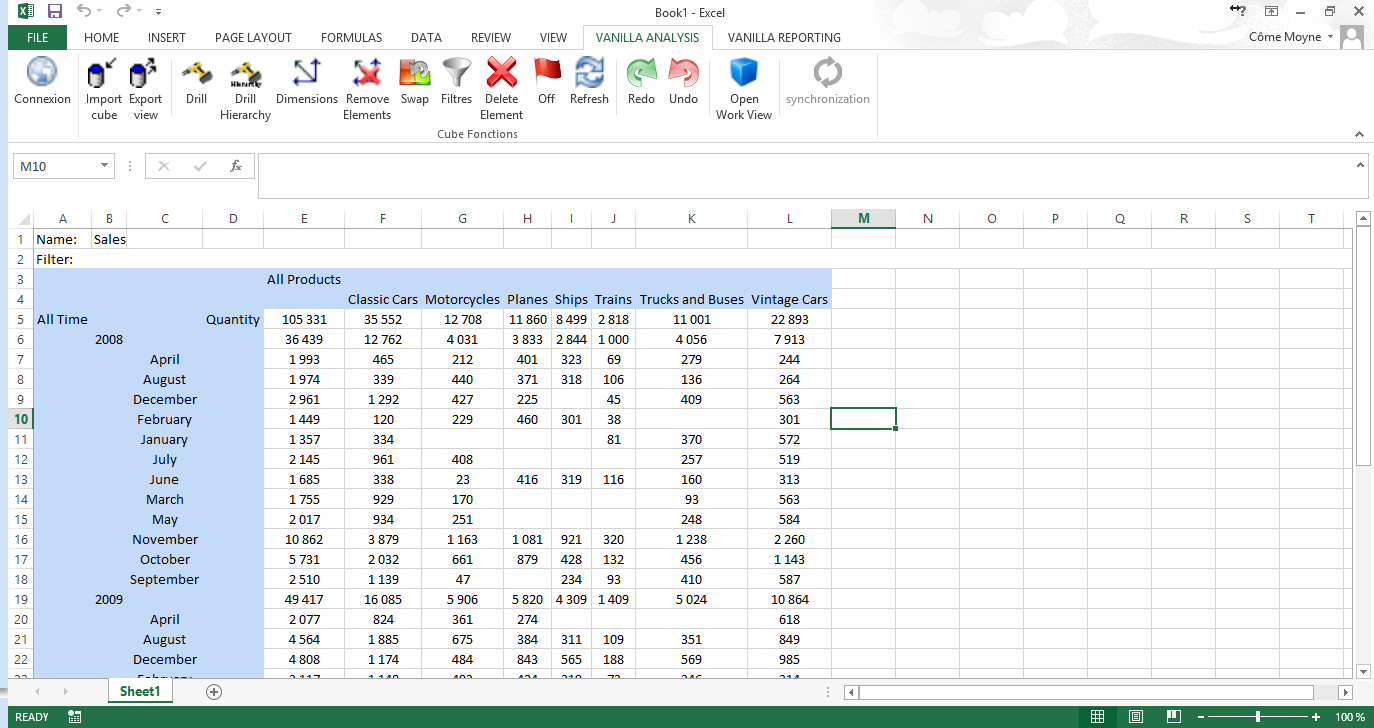 Book1 - Excel
FILE HOME INSERT PAGE LAYOUT FORMULAS DATA REVIEW VIEW VANILLA ANALYSIS VANILLA REPORTING Côme Moyne
Connexion Import cube Export view Drill Drill Hierarchy Dimensions Remove Elements Swap Filtres Delete Element Off Refresh Redo Undo Open Work View synchronization
Cube Fonctions
M10 fx
A B C D E F G H I J K L M N O P Q R S T
1 Name: Sales
2 Filter:
3 All Products
4 Classic Cars Motorcycles Planes Ships Trains Trucks and Buses Vintage Cars
5 All Time Quantity 105 331 35 552 12 708 11 860 8 499 2 818 11 001 22 893
6 2008 36 439 12 762 4 031 3 833 2 844 1 000 4 056 7 913
7 April 1 993 465 212 401 323 69 279 244
8 August 1 974 339 440 371 318 106 136 264
9 December 2 961 1 292 427 225 45 409 563
10 February 1 449 120 229 460 301 38 301
11 January 1 357 334 81 370 572
12 July 2 145 961 408 257 519
13 June 1 685 338 23 416 319 116 160 313
14 March 1 755 929 170 93 563
15 May 2 017 934 251 248 584
16 November 10 862 3 879 1 163 1 081 921 320 1 238 2 260
17 October 5 731 2 032 661 879 428 132 456 1 143
18 September 2 510 1 139 47 234 93 410 587
19 2009 49 417 16 085 5 906 5 820 4 309 1 409 5 024 10 864
20 April 2 077 824 361 274 618
21 August 4 564 1 885 675 384 311 109 351 849
22 December 4 808 1 174 484 843 565 188 569 985
Sheet1
READY 100 %